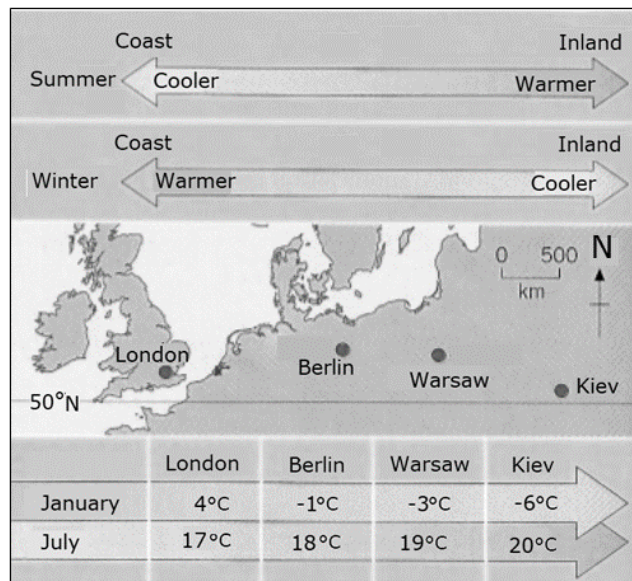 Coast Inland
Summer Cooler Warmer
Coast Inland
Winter Warmer Cooler
N
0 500
km
London
Berlin
Warsaw
Kiev
50°N
London Berlin Warsaw Kiev
January 4°C -1°C -3°C -6°C
July 17°C 18°C 19°C 20°C